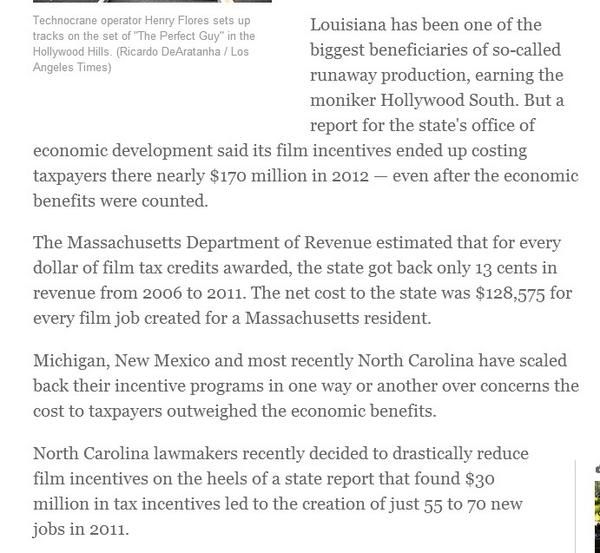 Technocrane operator Henry Flores sets up
tracks on the set of "The Perfect Guy" in the
Hollywood Hills. (Ricardo DeAratanha / Los
Angeles Times)
Louisiana has been one of the
biggest beneficiaries of so-called
runaway production, earning the
moniker Hollywood South. But a
report for the state's office of
economic development said its film incentives ended up costing
taxpayers there nearly $170 million in 2012 — even after the economic
benefits were counted.
The Massachusetts Department of Revenue estimated that for every
dollar of film tax credits awarded, the state got back only 13 cents in
revenue from 2006 to 2011. The net cost to the state was $128,575 for
every film job created for a Massachusetts resident.
Michigan, New Mexico and most recently North Carolina have scaled
back their incentive programs in one way or another over concerns the
cost to taxpayers outweighed the economic benefits.
North Carolina lawmakers recently decided to drastically reduce
film incentives on the heels of a state report that found $30
million in tax incentives led to the creation of just 55 to 70 new
jobs in 2011.